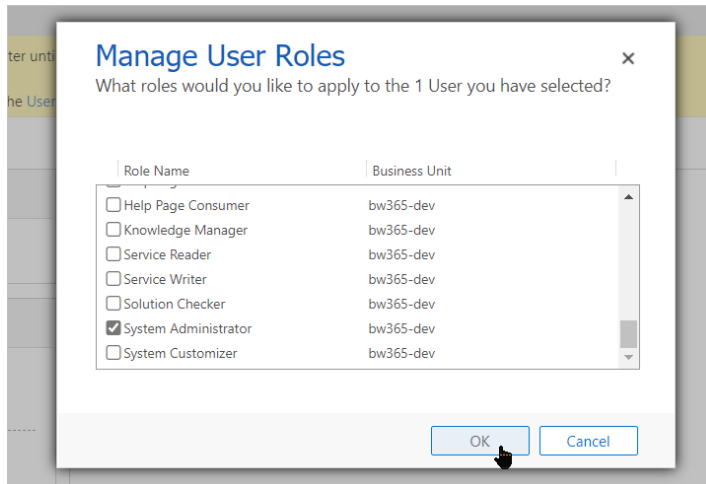 ter unti
he User
Manage User Roles
What roles would you like to apply to the 1 User you have selected?
Role Name Business Unit
Help Page Consumer bw365-dev
Knowledge Manager bw365-dev
Service Reader bw365-dev
Service Writer bw365-dev
Solution Checker bw365-dev
System Administrator bw365-dev
System Customizer bw365-dev
OK Cancel